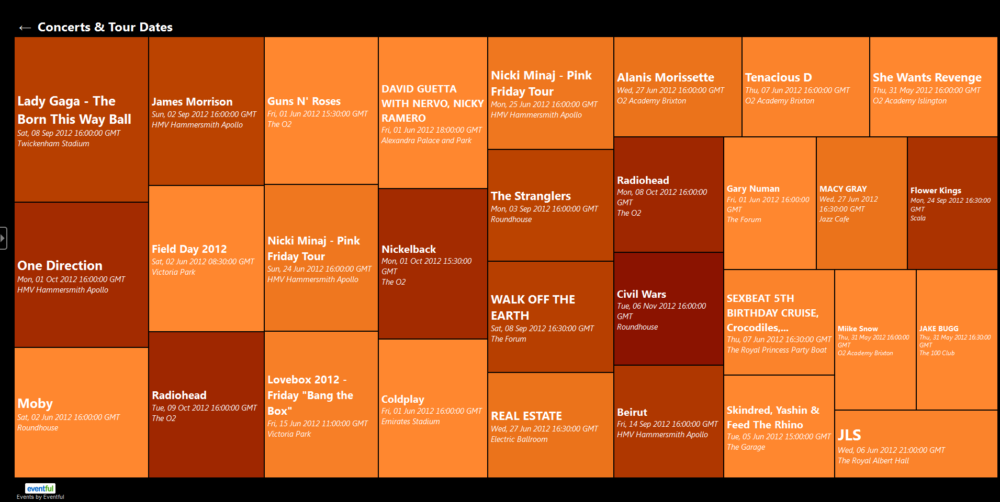 ← Concerts & Tour Dates
Lady Gaga - The
Born This Way Ball
Sat, 08 Sep 2012 16:00:00 GMT
Twickenham Stadium
One Direction
Mon, 01 Oct 2012 16:00:00 GMT
HMV Hammersmith Apollo
Moby
Sat, 02 Jun 2012 16:00:00 GMT
Roundhouse
James Morrison
Sun, 02 Sep 2012 16:00:00 GMT
HMV Hammersmith Apollo
Field Day 2012
Sat, 02 Jun 2012 08:30:00 GMT
Victoria Park
Radiohead
Tue, 09 Oct 2012 16:00:00 GMT
The O2
Guns N' Roses
Fri, 01 Jun 2012 15:30:00 GMT
The O2
Nicki Minaj - Pink
Friday Tour
Sun, 24 Jun 2012 16:00:00 GMT
HMV Hammersmith Apollo
Lovebox 2012 -
Friday "Bang the
Box"
Fri, 15 Jun 2012 11:00:00 GMT
Victoria Park
DAVID GUETTA
WITH NERVO, NICKY
RAMERO
Fri, 01 Jun 2012 18:00:00 GMT
Alexandra Palace and Park
Nickelback
Mon, 01 Oct 2012 15:30:00
GMT
The O2
Coldplay
Fri, 01 Jun 2012 16:00:00 GMT
Emirates Stadium
Nicki Minaj - Pink
Friday Tour
Mon, 25 Jun 2012 16:00:00 GMT
HMV Hammersmith Apollo
The Stranglers
Mon, 03 Sep 2012 16:00:00 GMT
Roundhouse
WALK OFF THE
EARTH
Sat, 08 Sep 2012 16:30:00 GMT
The Forum
REAL ESTATE
Wed, 27 Jun 2012 16:30:00 GMT
Electric Ballroom
Alanis Morissette
Wed, 27 Jun 2012 16:00:00 GMT
O2 Academy Brixton
Tenacious D
Thu, 07 Jun 2012 16:00:00 GMT
O2 Academy Brixton
She Wants Revenge
Thu, 31 May 2012 16:00:00 GMT
O2 Academy Islington
Radiohead
Mon, 08 Oct 2012 16:00:00
GMT
The O2
Civil Wars
Tue, 06 Nov 2012 16:00:00
GMT
Roundhouse
Beirut
Fri, 14 Sep 2012 16:00:00 GMT
HMV Hammersmith Apollo
Gary Numan
Fri, 01 Jun 2012 16:00:00
GMT
The Forum
MACY GRAY
Wed, 27 Jun 2012
16:30:00 GMT
Jazz Cafe
Flower Kings
Mon, 24 Sep 2012 16:30:00
GMT
Scala
SEXBEAT 5TH
BIRTHDAY CRUISE,
Crocodiles,...
Thu, 07 Jun 2012 16:30:00 GMT
The Royal Princess Party Boat
Skindred, Yashin &
Feed The Rhino
Tue, 05 Jun 2012 15:00:00 GMT
The Garage
Miike Snow
Thu, 31 May 2012 16:00:00
GMT
O2 Academy Brixton
JAKE BUGG
Thu, 31 May 2012 16:30:00
GMT
The 100 Club
JLS
Wed, 06 Jun 2012 21:00:00 GMT
The Royal Albert Hall
eventful
Events by Eventful